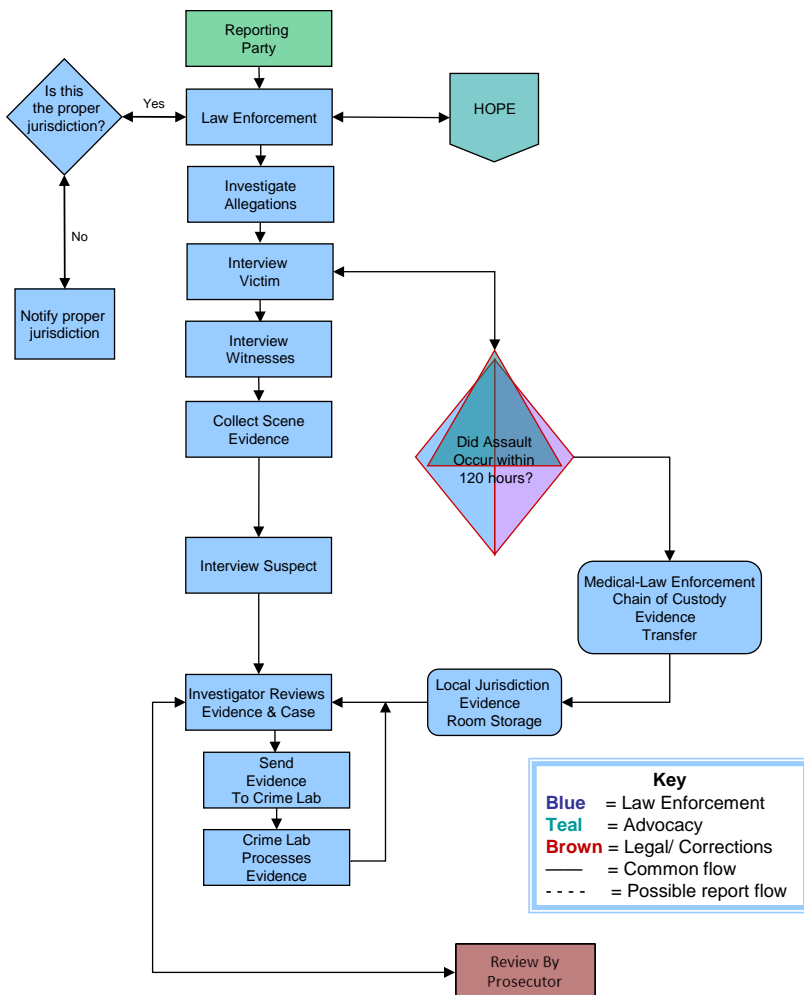 Reporting
Party
Is this
the proper
jurisdiction?
Yes
Law Enforcement
HOPE
Investigate
Allegations
No
Interview
Victim
Notify proper
jurisdiction
Interview
Witnesses
Collect Scene
Evidence
Did Assault
Occur within
120 hours?
Interview Suspect
Medical-Law Enforcement
Chain of Custody
Evidence
Transfer
Investigator Reviews
Evidence & Case
Local Jurisdiction
Evidence
Room Storage
Send
Evidence
To Crime Lab
Crime Lab
Processes
Evidence
Key
Blue = Law Enforcement
Teal = Advocacy
Brown = Legal/ Corrections
= Common flow
= Possible report flow
Review By
Prosecutor